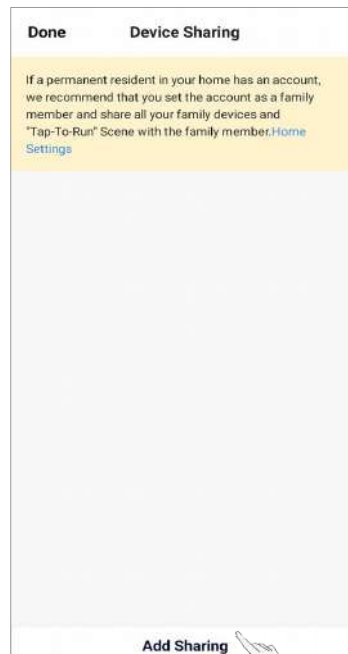 Done Device Sharing
If a permanent resident in your home has an account,
we recommend that you set the account as a family
member and share all your family devices and
"Tap-To-Run" Scene with the family member.Home
Settings
Add Sharing